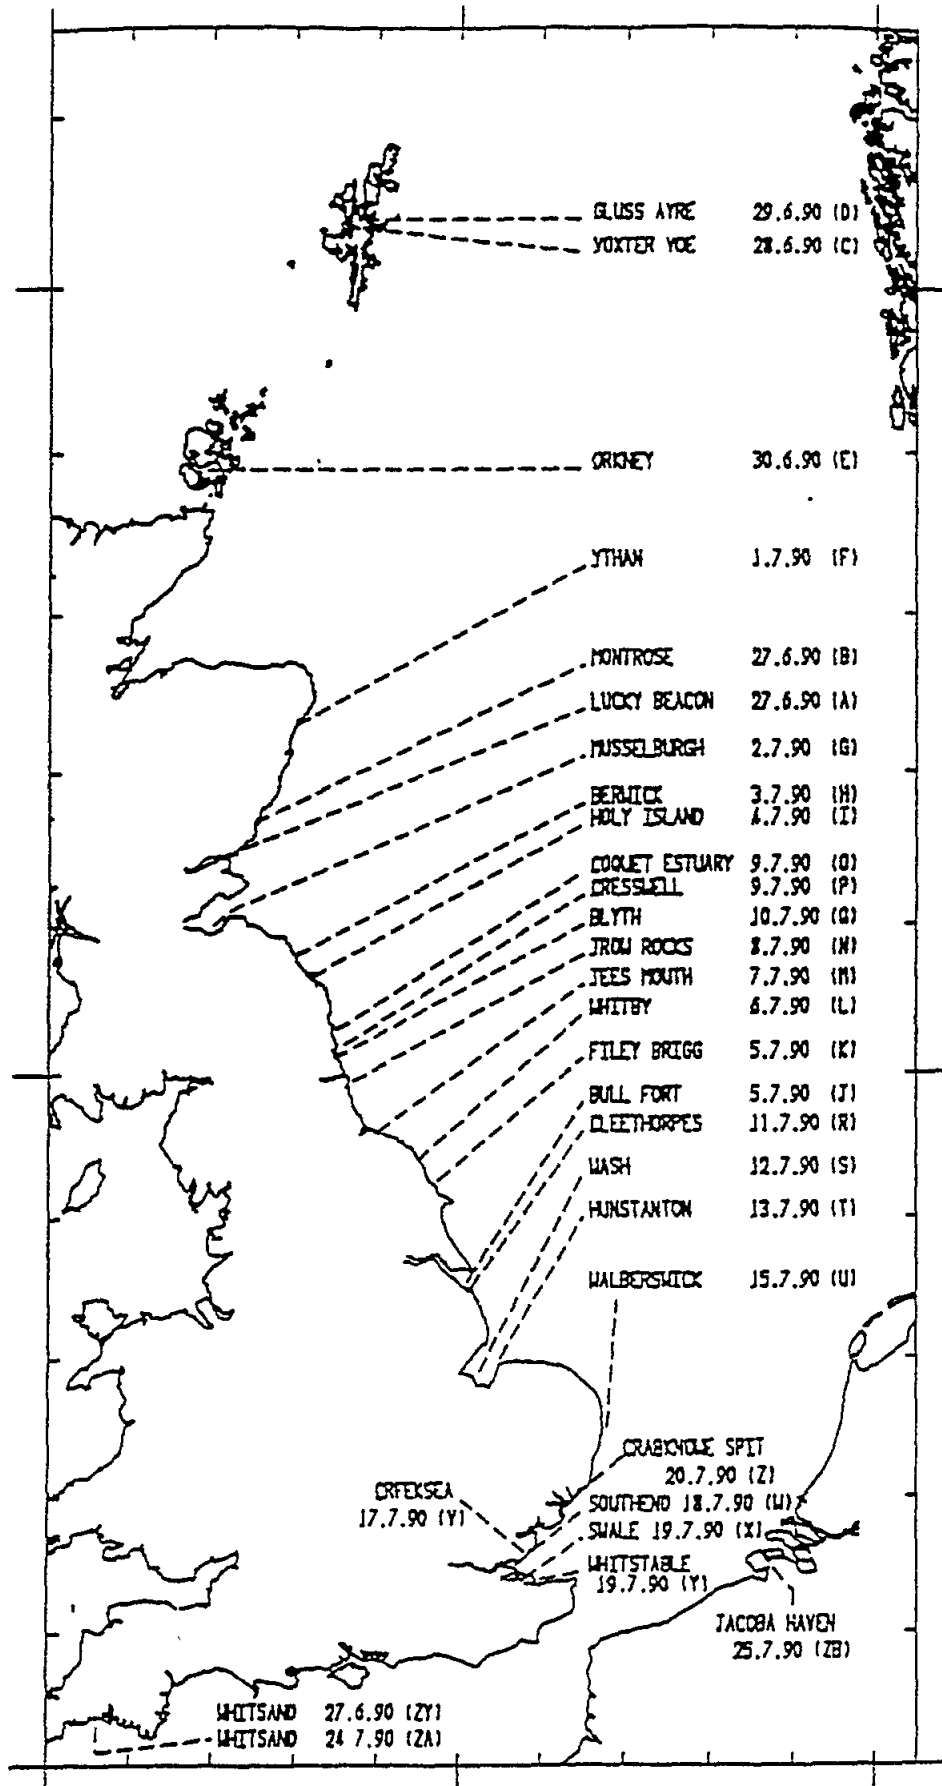 GLUSS AYRE 29.6.90 (D)
YOXTER VOE 28.6.90 (C)
ORKNEY 30.6.90 (E)
YTHAN 1.7.90 (F)
MONTROSE 27.6.90 (B)
LUCKY BEACON 27.6.90 (A)
MUSSELBURGH 2.7.90 (G)
BERWICK 3.7.90 (H)
HOLY ISLAND 4.7.90 (I)
COQUET ESTUARY 9.7.90 (O)
CRESSWELL 9.7.90 (P)
BLYTH 10.7.90 (Q)
TROW ROCKS 8.7.90 (N)
TEES MOUTH 7.7.90 (M)
WHITBY 6.7.90 (L)
FILEY BRIGG 5.7.90 (K)
BULL FORT 5.7.90 (J)
CLEETHORPES 11.7.90 (R)
WASH 12.7.90 (S)
HUNSTANTON 13.7.90 (T)
WALBERSWICK 15.7.90 (U)
CRABKNOLE SPIT
20.7.90 (Z)
CREEKSEA
17.7.90 (V)
SOUTHEND 18.7.90 (W)
SWALE 19.7.90 (X)
WHITSTABLE
19.7.90 (Y)
JACOBA HAVEN
25.7.90 (ZB)
WHITSAND 27.6.90 (ZY)
WHITSAND 24 7.90 (ZA)